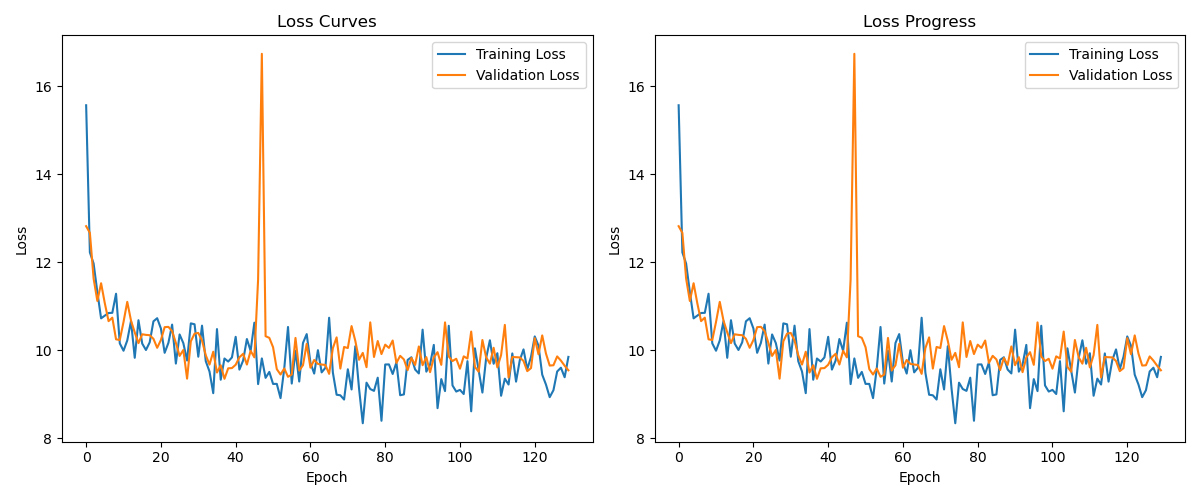 Loss Curves
Training Loss
Validation Loss
16
14
12
10
8
Loss
0 20 40 60 80 100 120
Epoch
Loss Progress
Training Loss
Validation Loss
16
14
12
10
8
Loss
0 20 40 60 80 100 120
Epoch